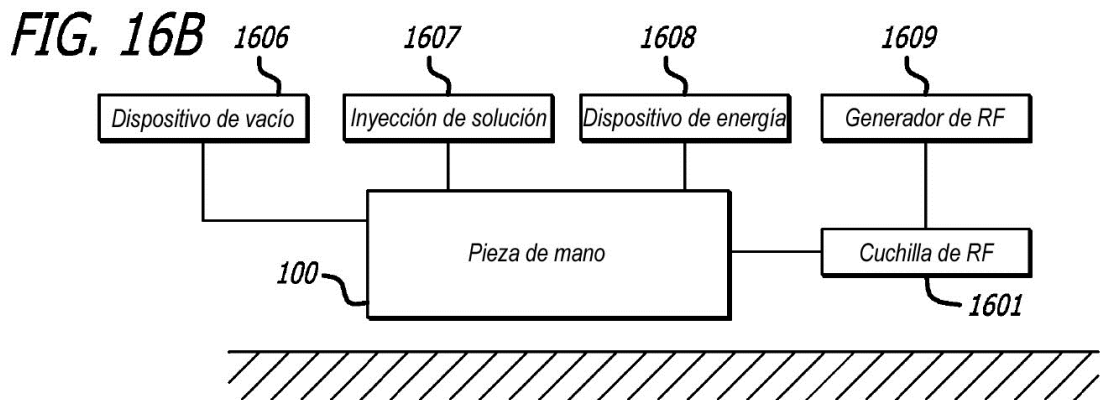 FIG. 16B
1606
1607
1608
1609
Dispositivo de vacío
Inyección de solución
Dispositivo de energía
Generador de RF
Pieza de mano
Cuchilla de RF
100
1601